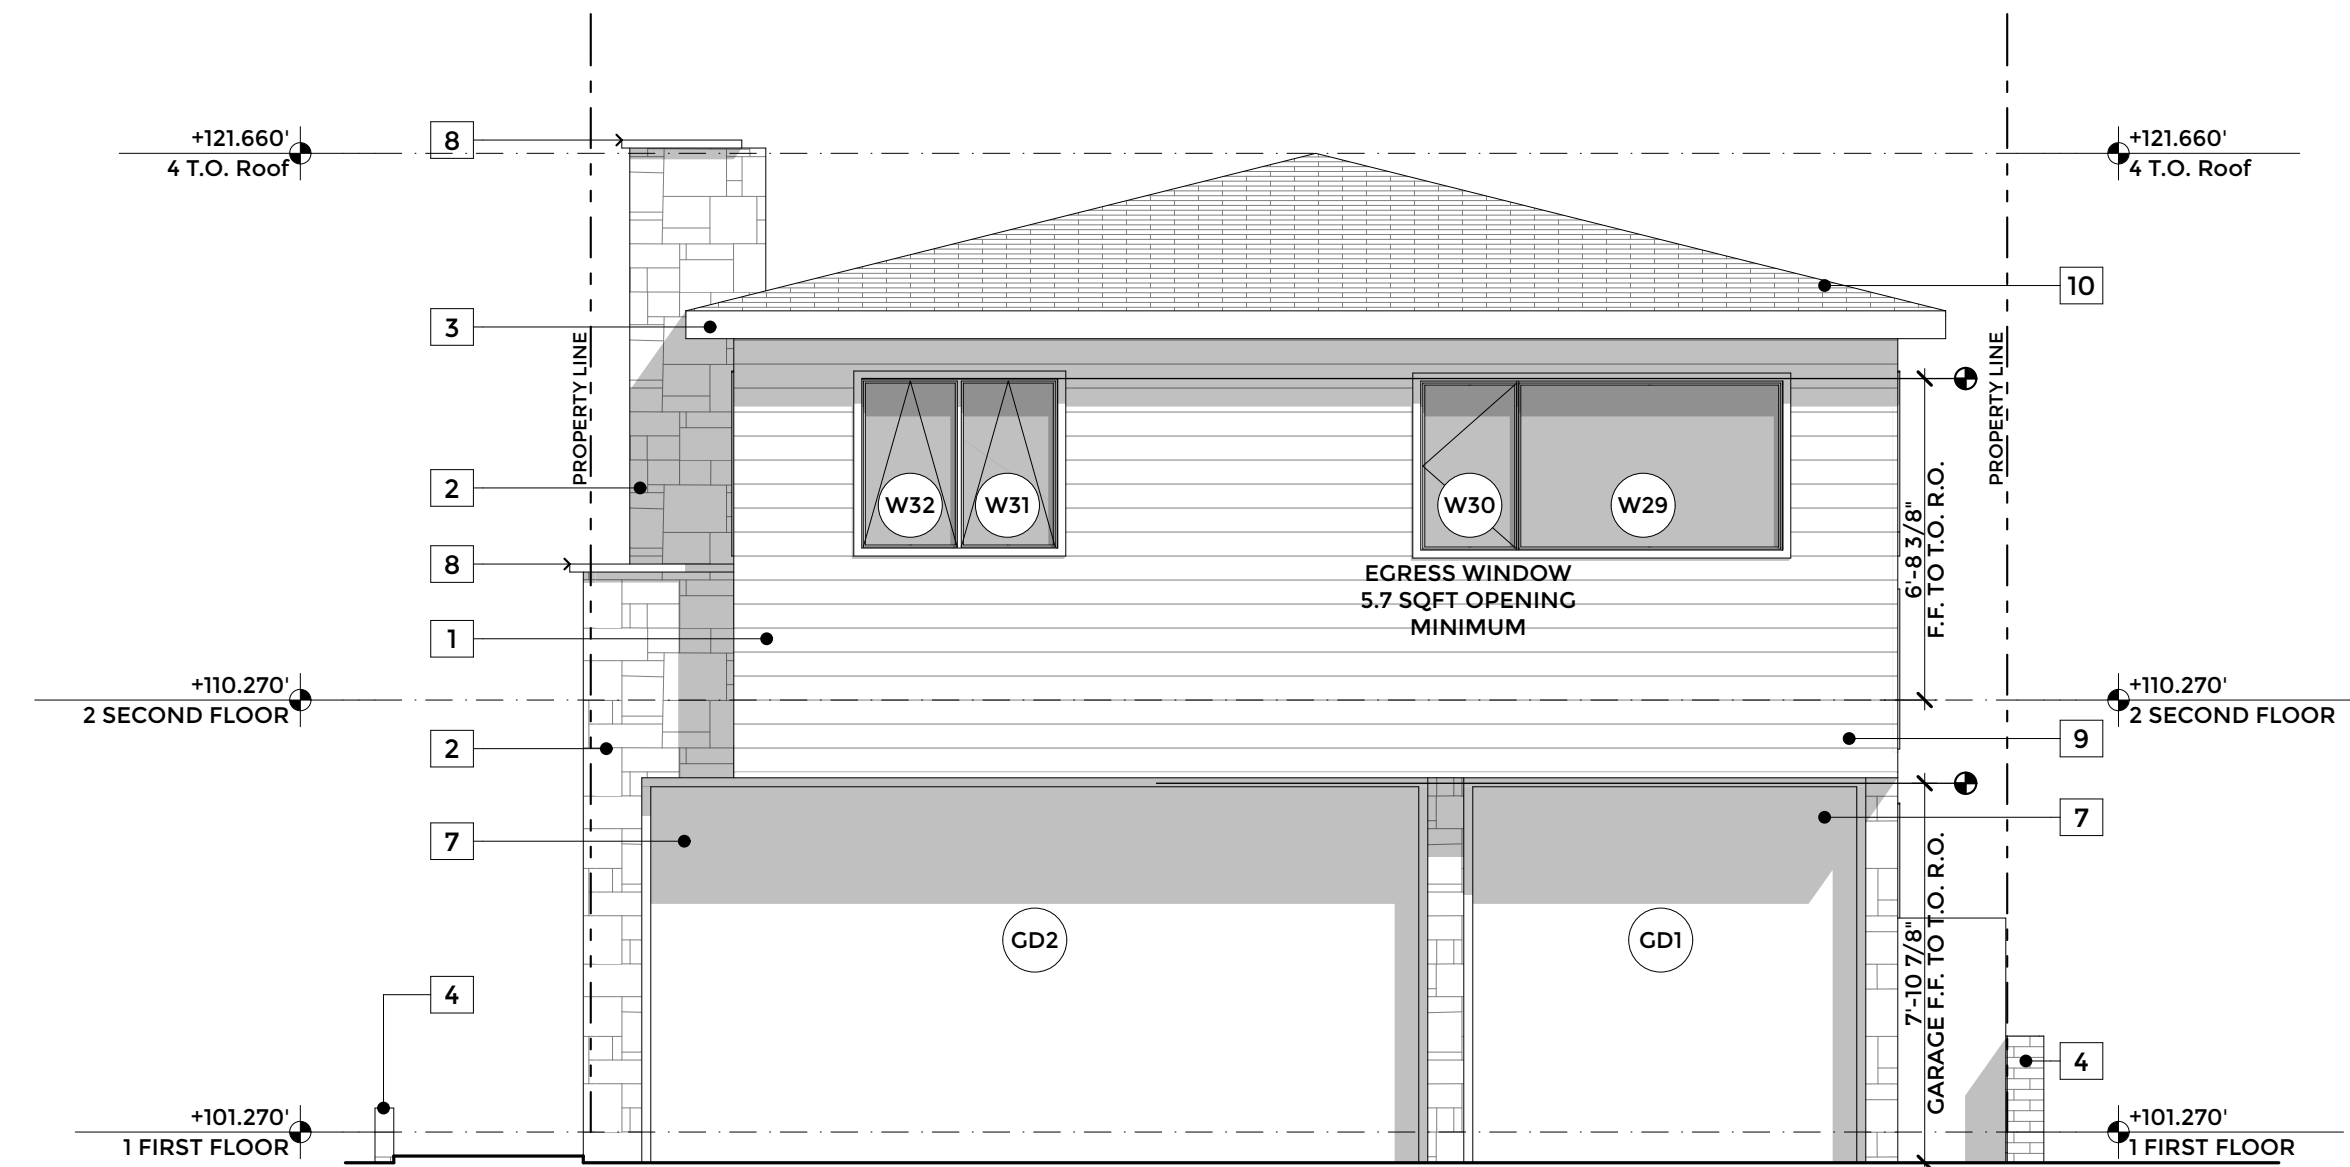 +121.660'
4 T.O. Roof
8
+121.660'
4 T.O. Roof
10
3
PROPERTY LINE
PROPERTY LINE
2
W32
W31
W30
W29
6'-8 3/8"
F.F. TO T.O. R.O.
8
EGRESS WINDOW
5.7 SQFT OPENING
MINIMUM
1
+110.270'
2 SECOND FLOOR
+110.270'
2 SECOND FLOOR
2
9
7
7
GD2
GD1
7'-10 7/8"
GARAGE F.F. TO T.O. R.O.
4
4
+101.270'
1 FIRST FLOOR
+101.270'
1 FIRST FLOOR